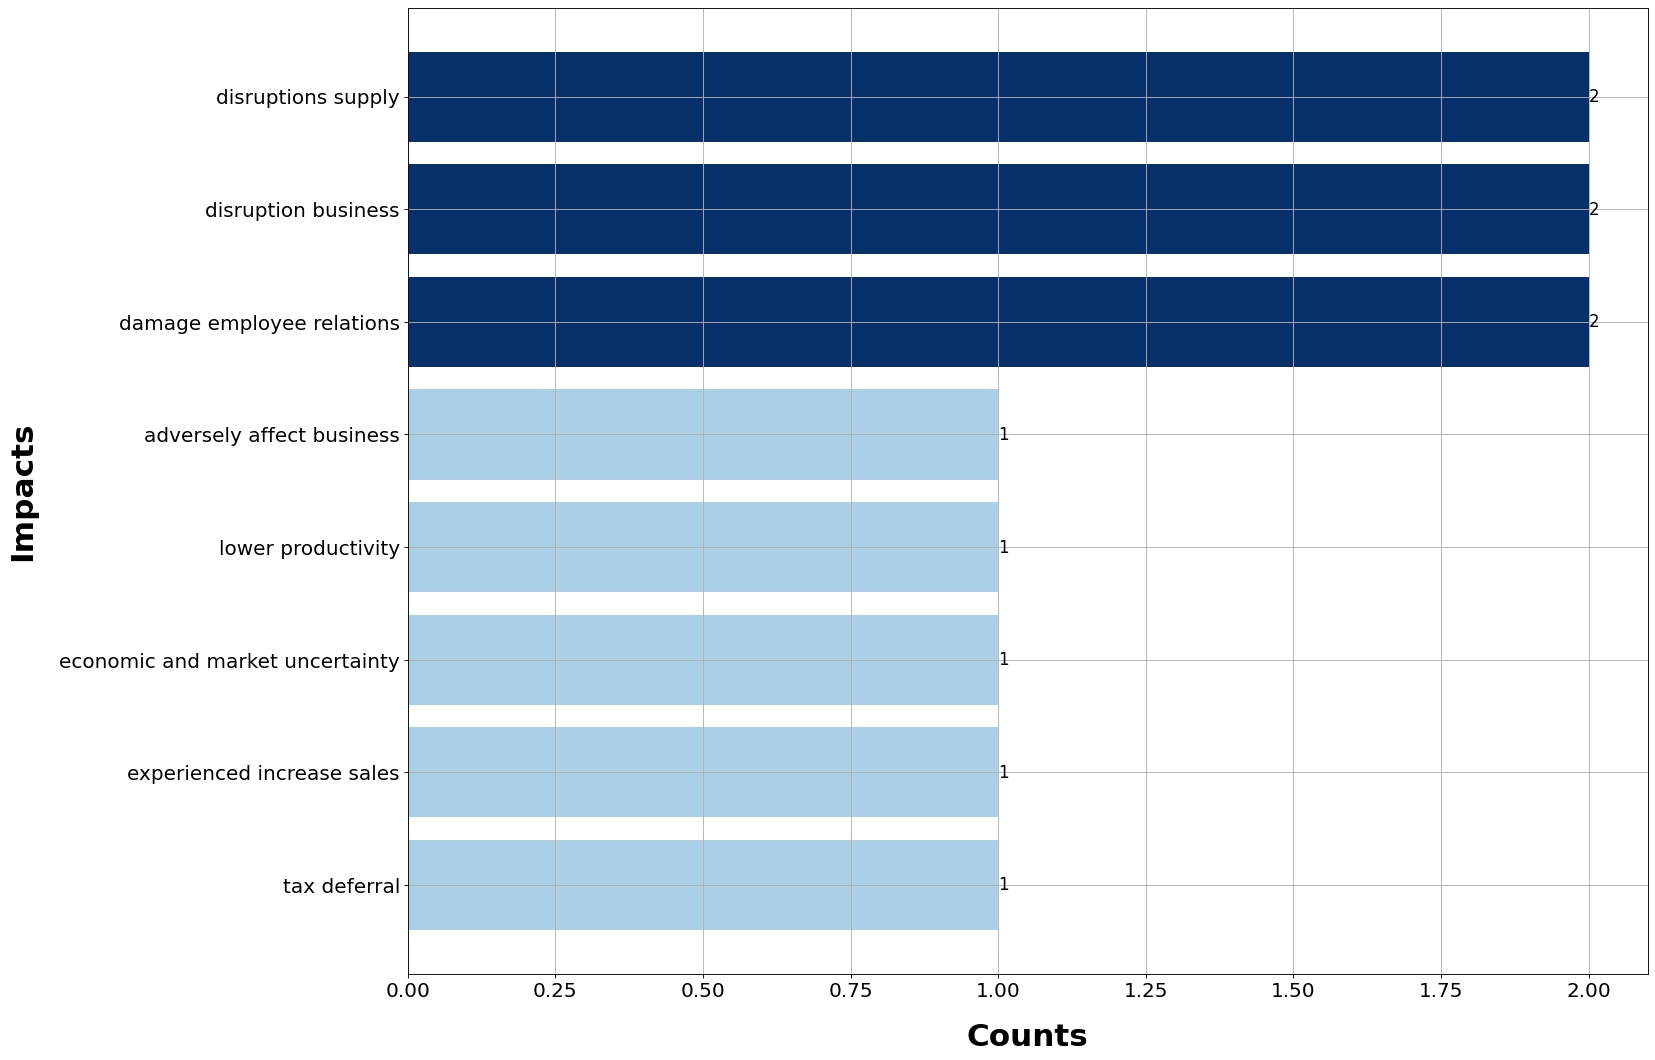 disruptions supply
2
disruption business
2
damage employee relations
2
adversely affect business
1
lower productivity
1
economic and market uncertainty
1
experienced increase sales
1
tax deferral
1
Impacts
0.00 0.25 0.50 0.75 1.00 1.25 1.50 1.75 2.00
Counts